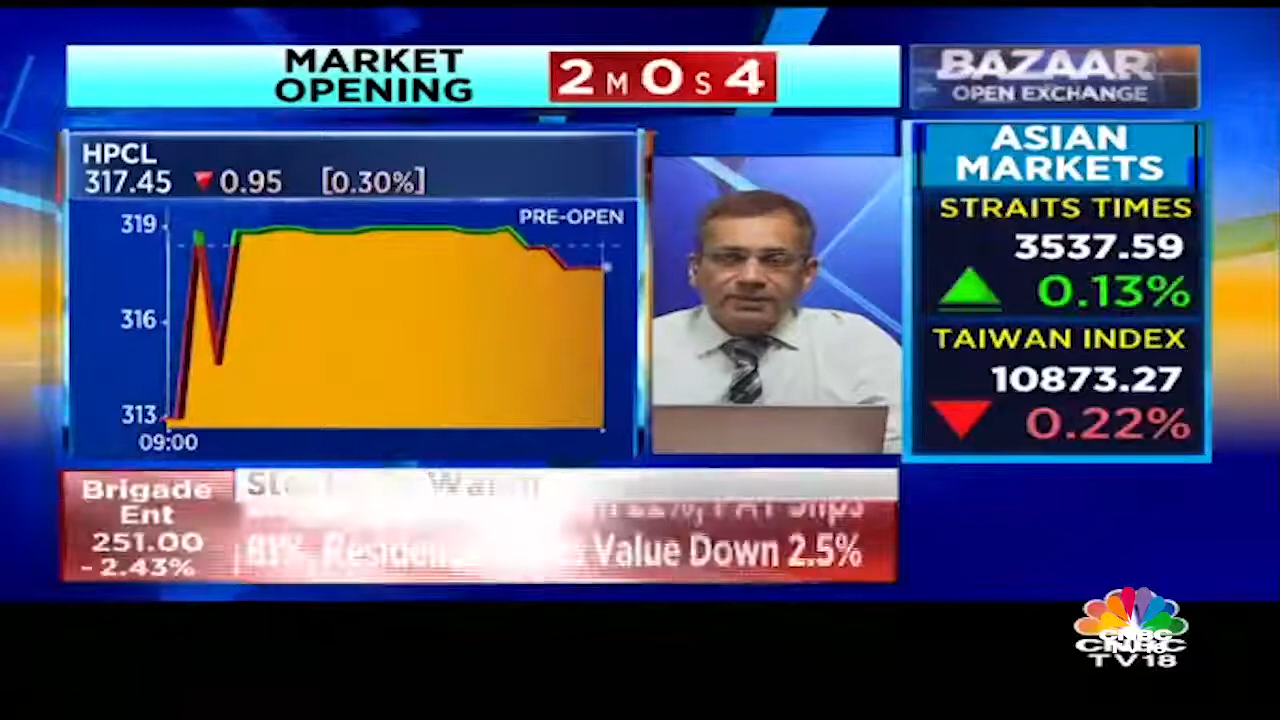 MARKET
OPENING
2 M 0 S 4
BAZAAR
OPEN EXCHANGE
HPCL
317.45 ▼ 0.95 [0.30%]
PRE-OPEN
319
316
313
09:00
ASIAN
MARKETS
STRAITS TIMES
3537.59
0.13%
TAIWAN INDEX
10873.27
0.22%
Brigade
Ent
251.00
- 2.43%
Value Down 2.5%
CNBC
TV18